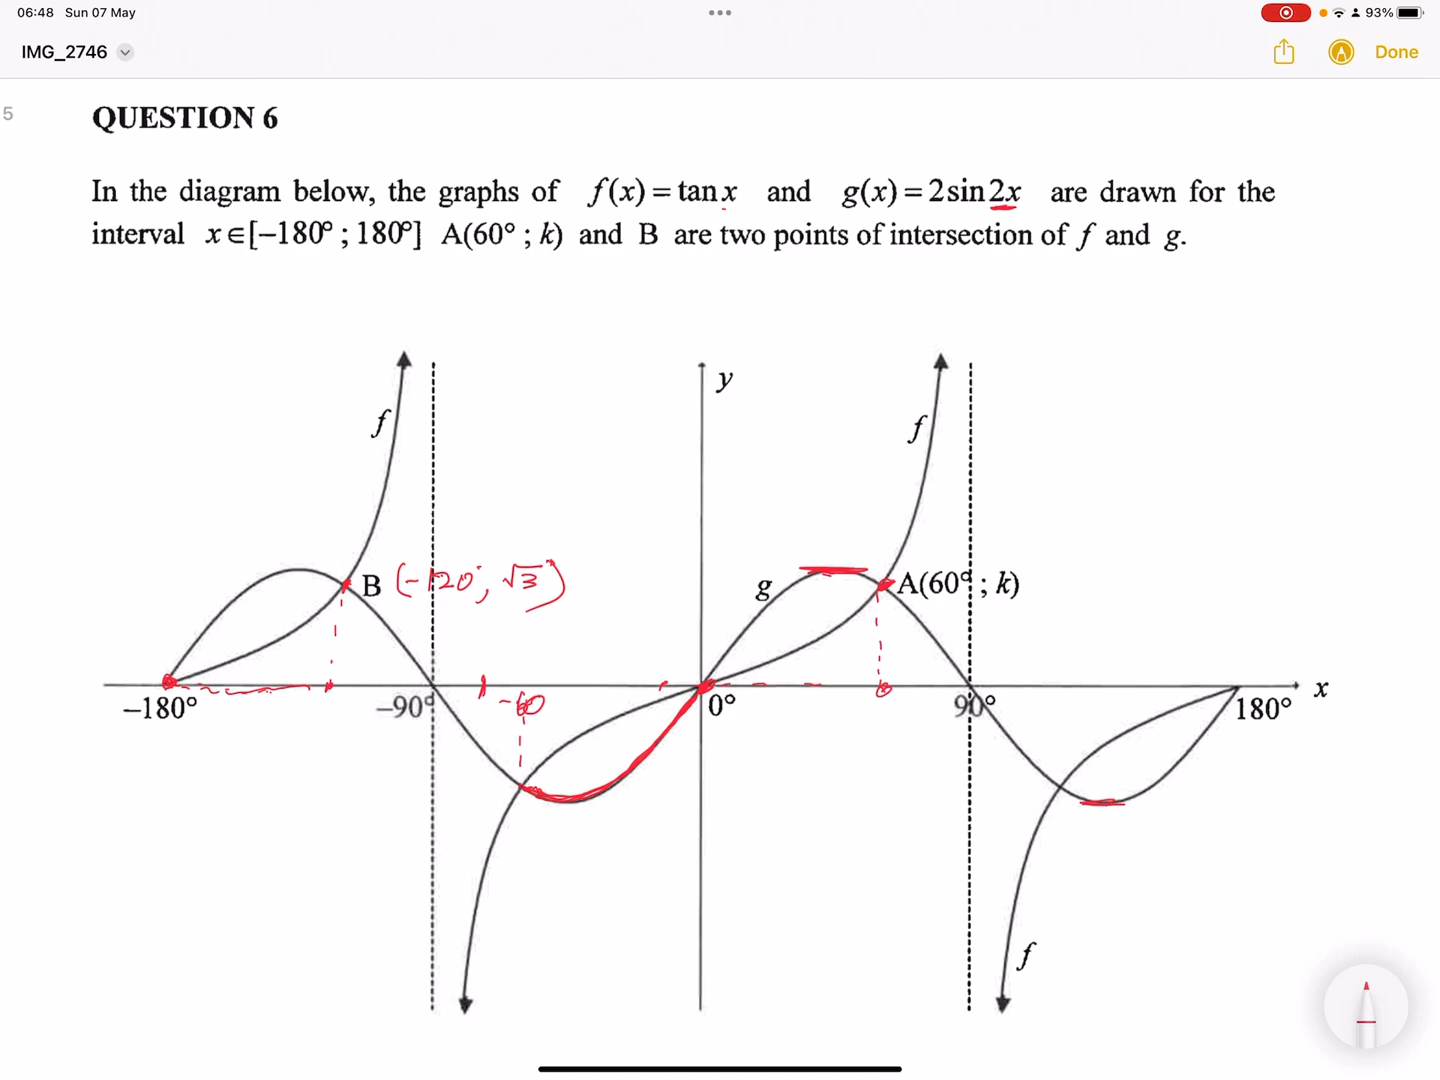 06:48 Sun 07 May
93%
IMG_2746
Done
5
QUESTION 6
In the diagram below, the graphs of f(x) = tan x and g(x) = 2 sin 2x are drawn for the
interval x ∈ [−180° ; 180°] A(60° ; k) and B are two points of intersection of f and g.
y
f
f
B (-120°; √3)
g
A(60° ; k)
x
−180°
−90°
-60
0°
90°
180°
f